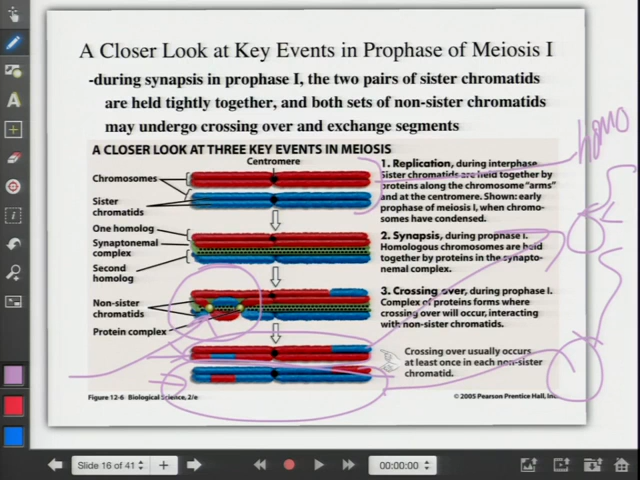 A Closer Look at Key Events in Prophase of Meiosis I
-during synapsis in prophase I, the two pairs of sister chromatids
are held tightly together, and both sets of non-sister chromatids
may undergo crossing over and exchange segments
A CLOSER LOOK AT THREE KEY EVENTS IN MEIOSIS
Centromere
Chromosomes
Sister
chromatids
One homolog
Synaptonemal
complex
Second
homolog
Non-sister
chromatids
Protein complex
1. Replication, during interphase.
Sister chromatids are held together by
proteins along the chromosome "arms"
and at the centromere. Shown: early
prophase of meiosis I, when chromo-
somes have condensed.
2. Synapsis, during prophase I.
Homologous chromosomes are held
together by proteins in the synapto-
nemal complex.
3. Crossing over, during prophase I.
Complex of proteins forms where
crossing over will occur, interacting
with non-sister chromatids.
Crossing over usually occurs
at least once in each non-sister
chromatid.
homo
Figure 12-6 Biological Science, 2/e
© 2005 Pearson Prentice Hall, Inc
A
Slide 16 of 41
00:00:00